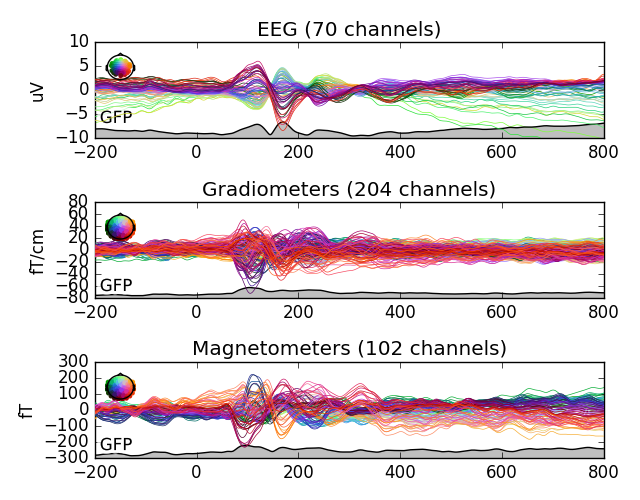 EEG (70 channels)
10
5
0
−5
−10
uV
GFP
−200 0 200 400 600 800
Gradiometers (204 channels)
80
60
40
20
0
−20
−40
−60
−80
fT/cm
GFP
−200 0 200 400 600 800
Magnetometers (102 channels)
300
200
100
0
−100
−200
−300
fT
GFP
−200 0 200 400 600 800